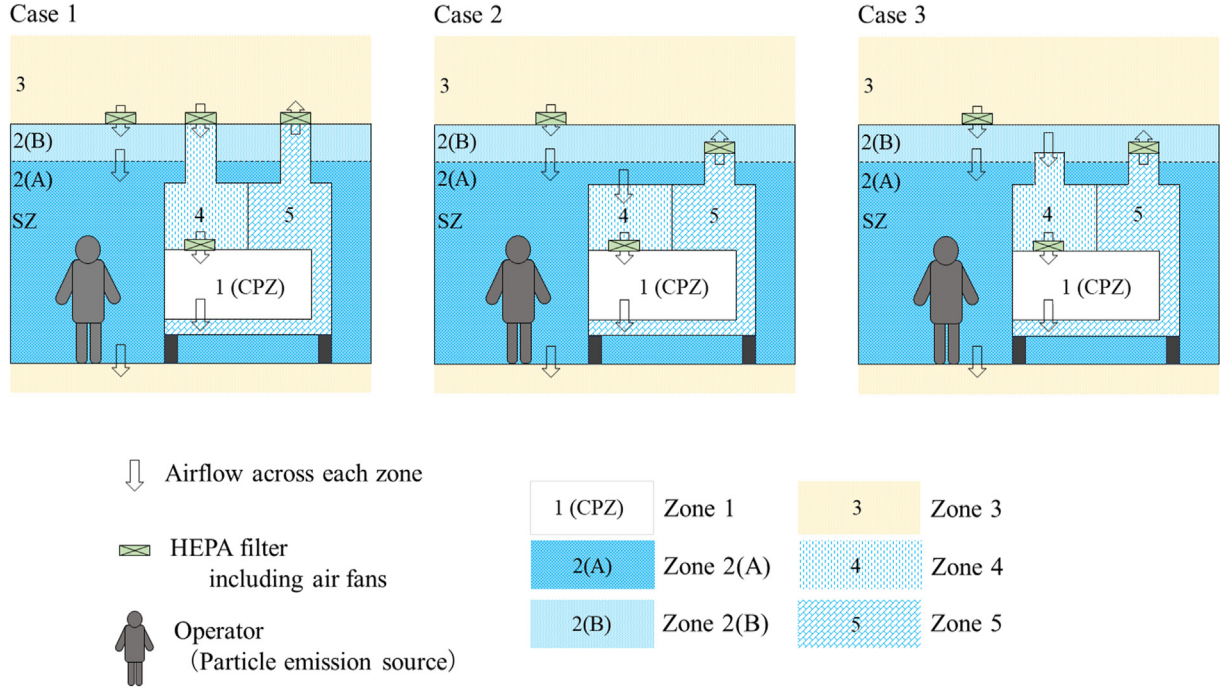 Case 1
Case 2
Case 3
3
2(B)
2(A)
SZ
4
5
1 (CPZ)
3
2(B)
2(A)
SZ
4
5
1 (CPZ)
3
2(B)
2(A)
SZ
4
5
1 (CPZ)
Airflow across each zone
HEPA filter
including air fans
Operator
（Particle emission source）
1 (CPZ) Zone 1
3 Zone 3
2(A) Zone 2(A)
4 Zone 4
2(B) Zone 2(B)
5 Zone 5